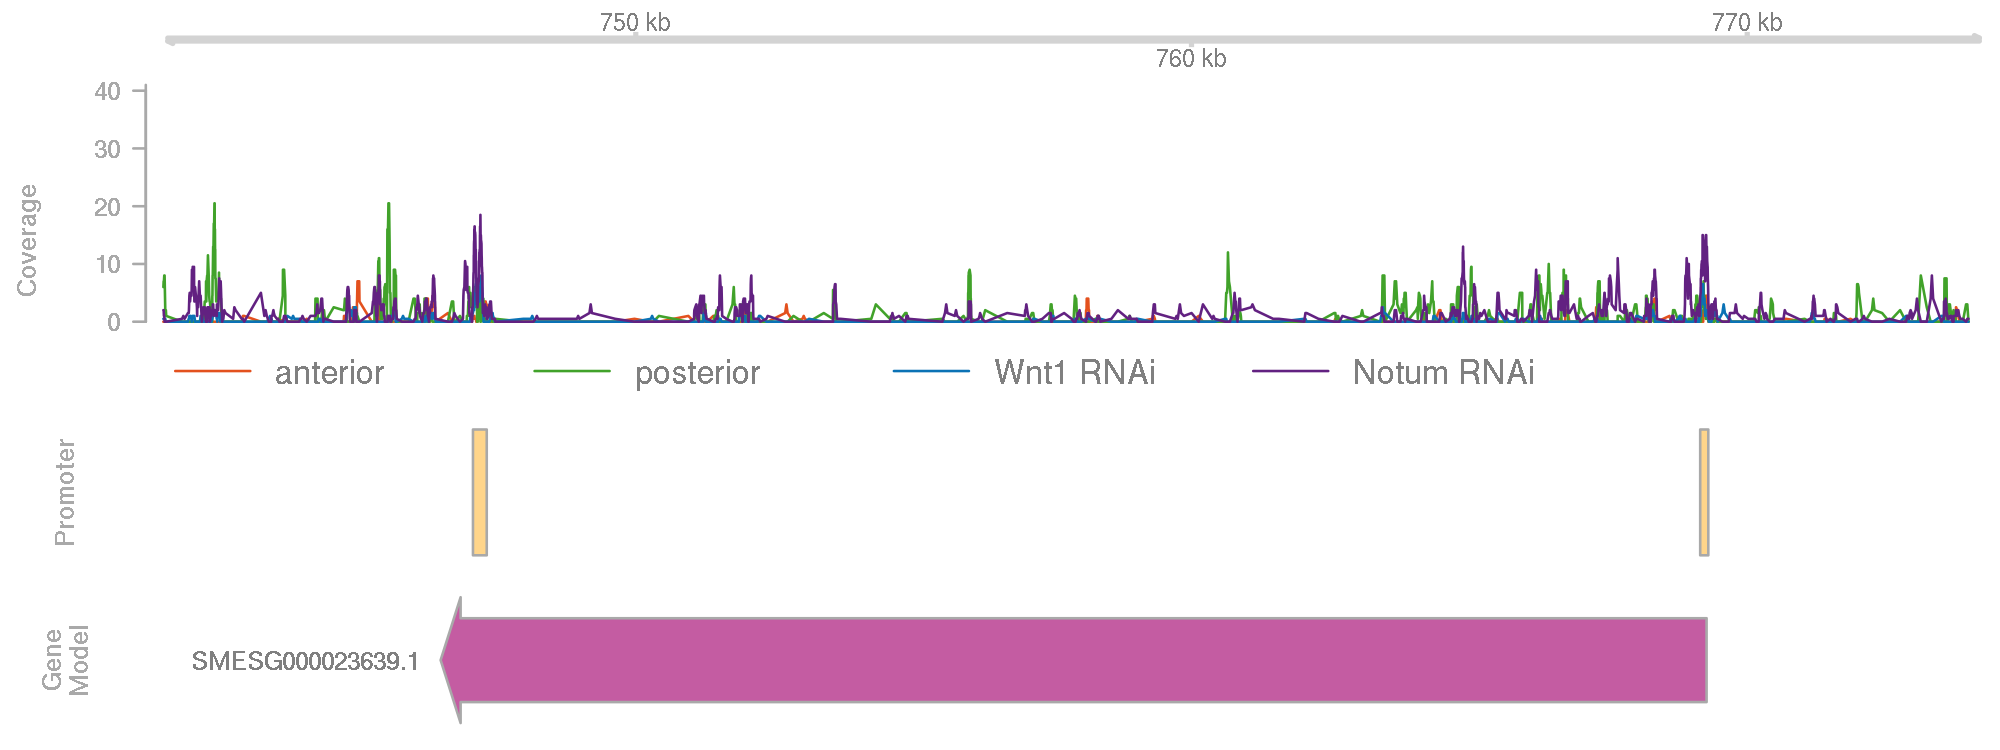 750 kb
770 kb
760 kb
40
30
20
10
0
Coverage
anterior
posterior
Wnt1 RNAi
Notum RNAi
Promoter
Gene
Model
SMESG000023639.1